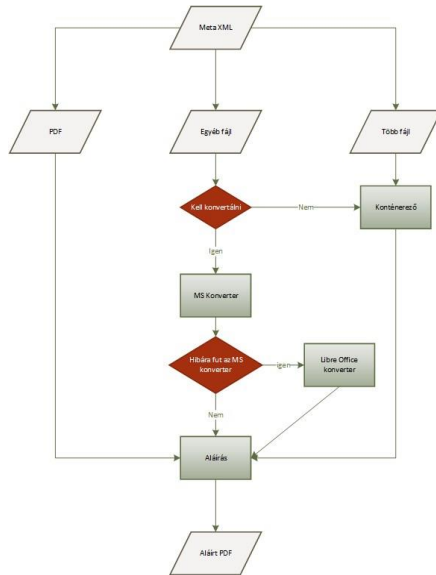 Meta XML
PDF
Egyéb fájl
Több fájl
Kell konvertálni
Nem
Konténerező
Igen
MS Konverter
Hibára fut az MS
konverter
igen
Libre Office
konverter
Nem
Aláírás
Aláírt PDF